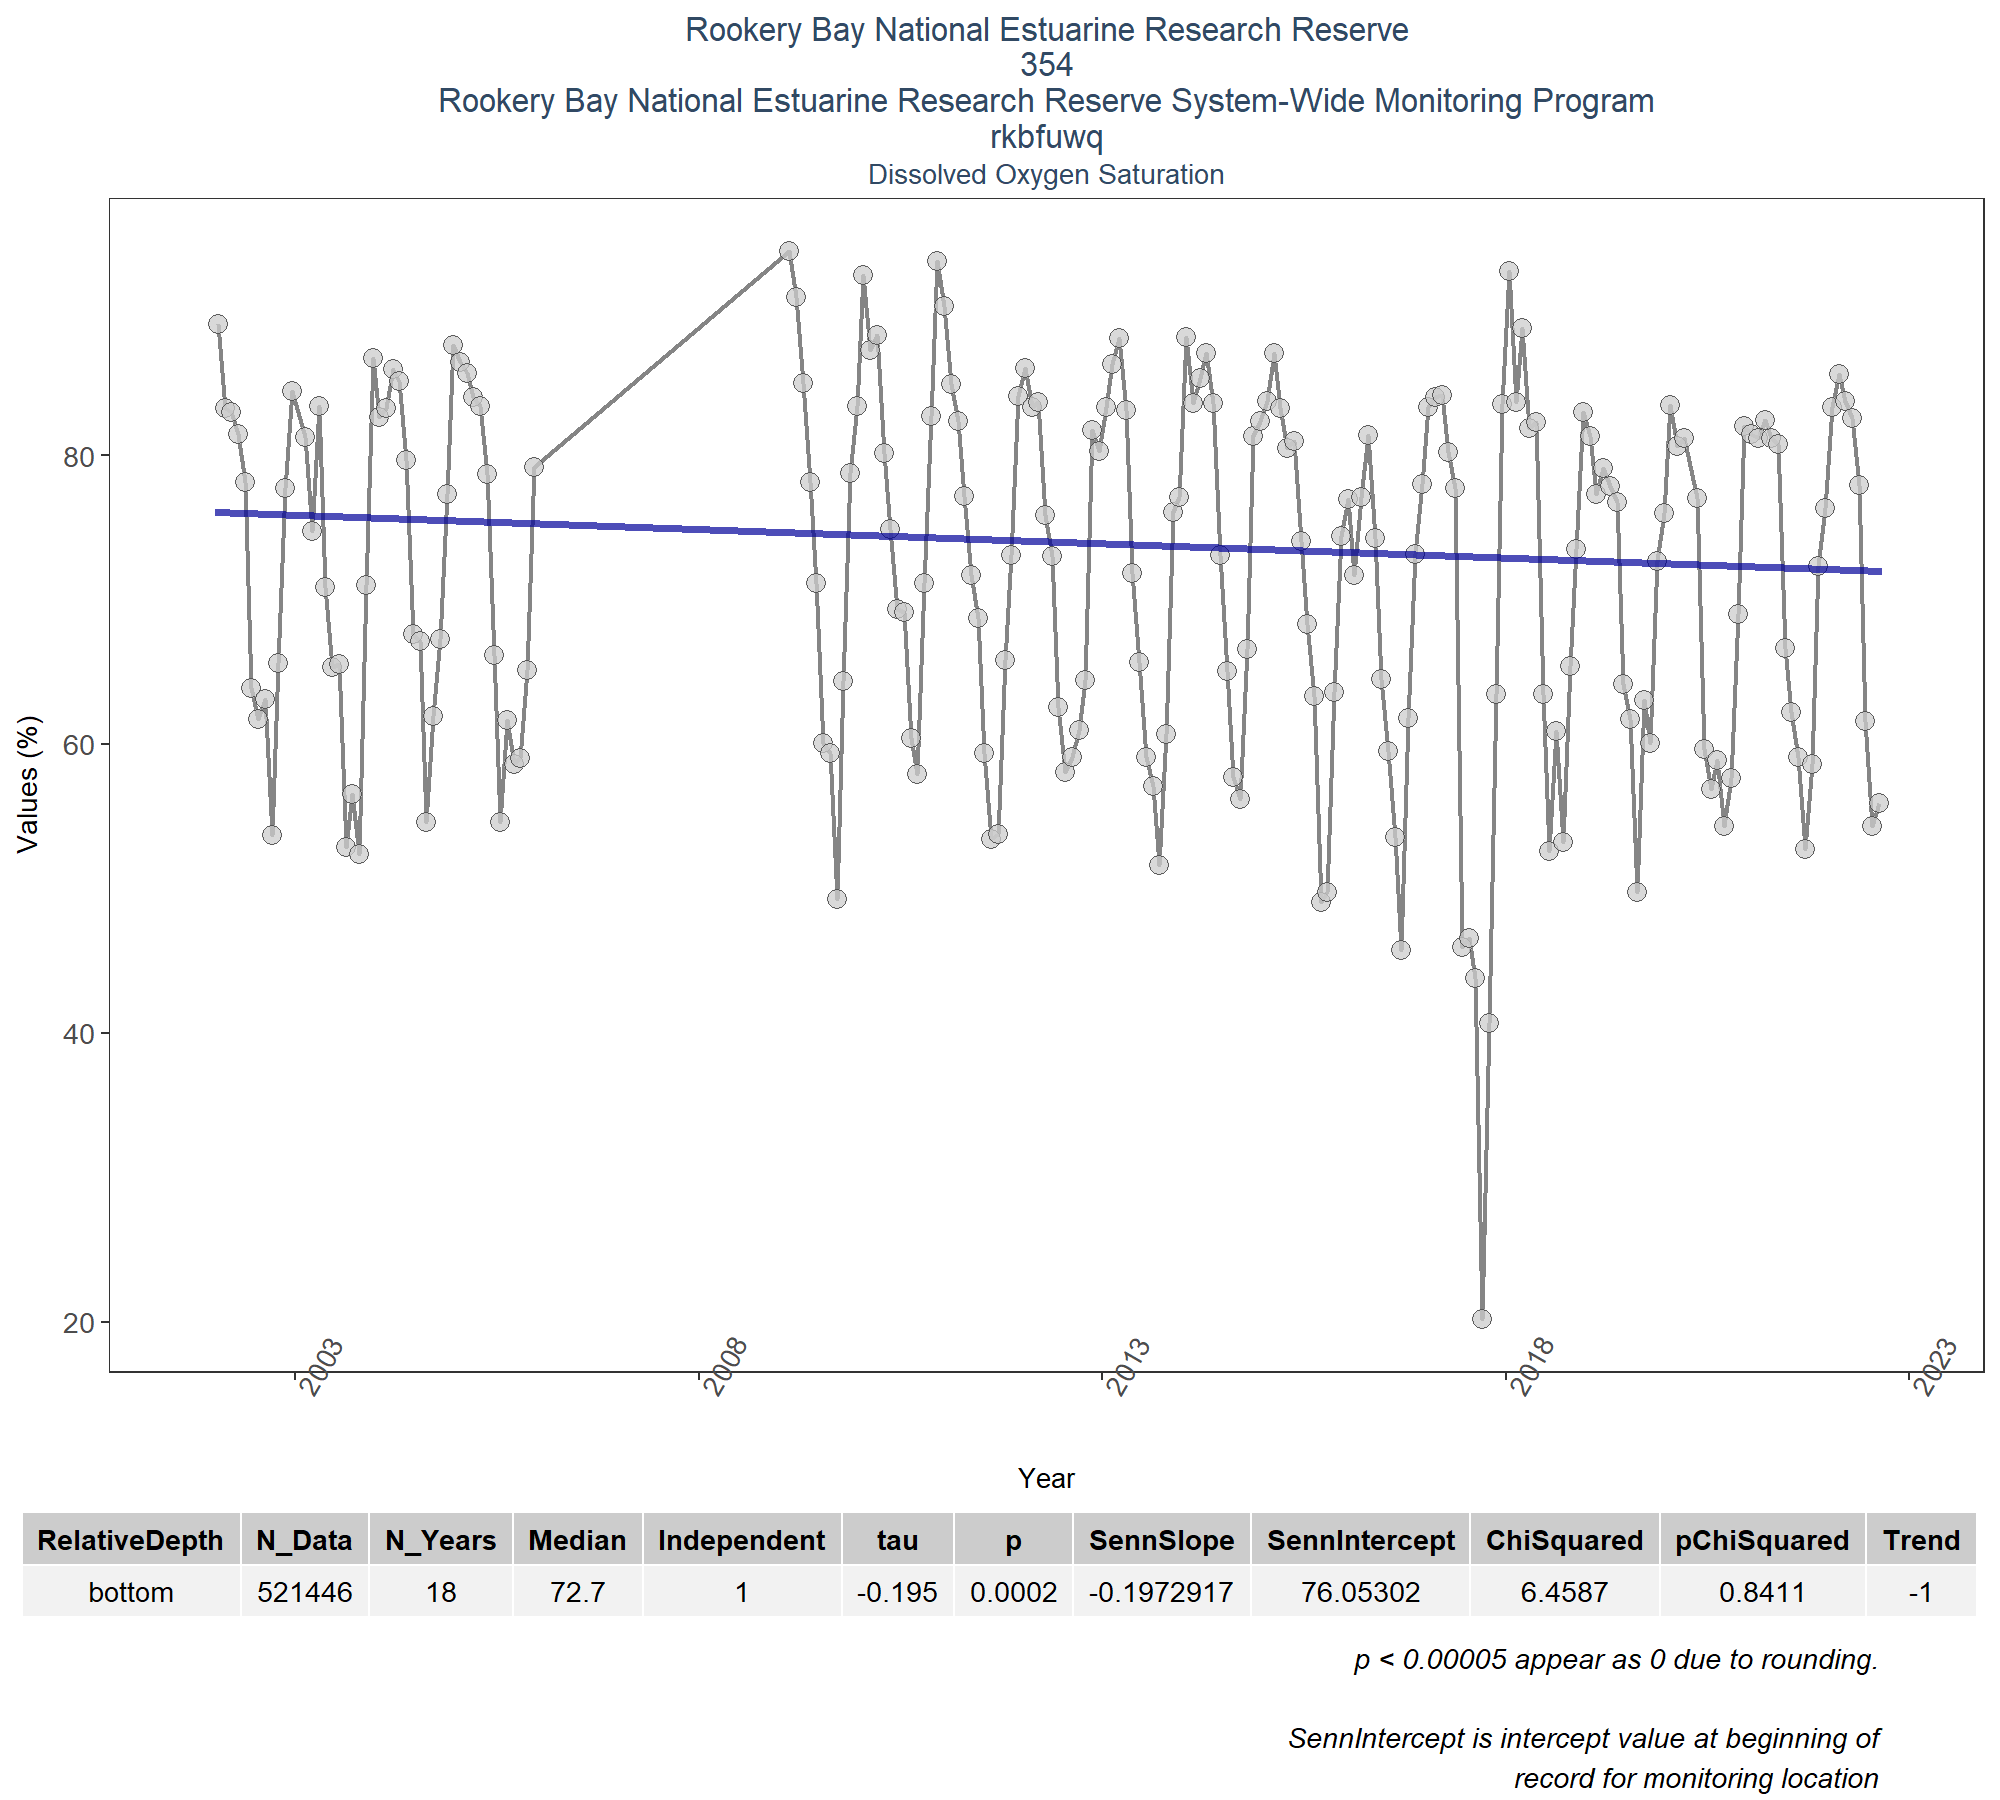 Rookery Bay National Estuarine Research Reserve
354
Rookery Bay National Estuarine Research Reserve System-Wide Monitoring Program
rkbfuwq
Dissolved Oxygen Saturation
Values (%)
80
60
40
20
2003 2008 2013 2018 2023
Year
RelativeDepth N_Data N_Years Median Independent tau p SennSlope SennIntercept ChiSquared pChiSquared Trend
bottom 521446 18 72.7 1 -0.195 0.0002 -0.1972917 76.05302 6.4587 0.8411 -1
p < 0.00005 appear as 0 due to rounding.
SennIntercept is intercept value at beginning of
record for monitoring location